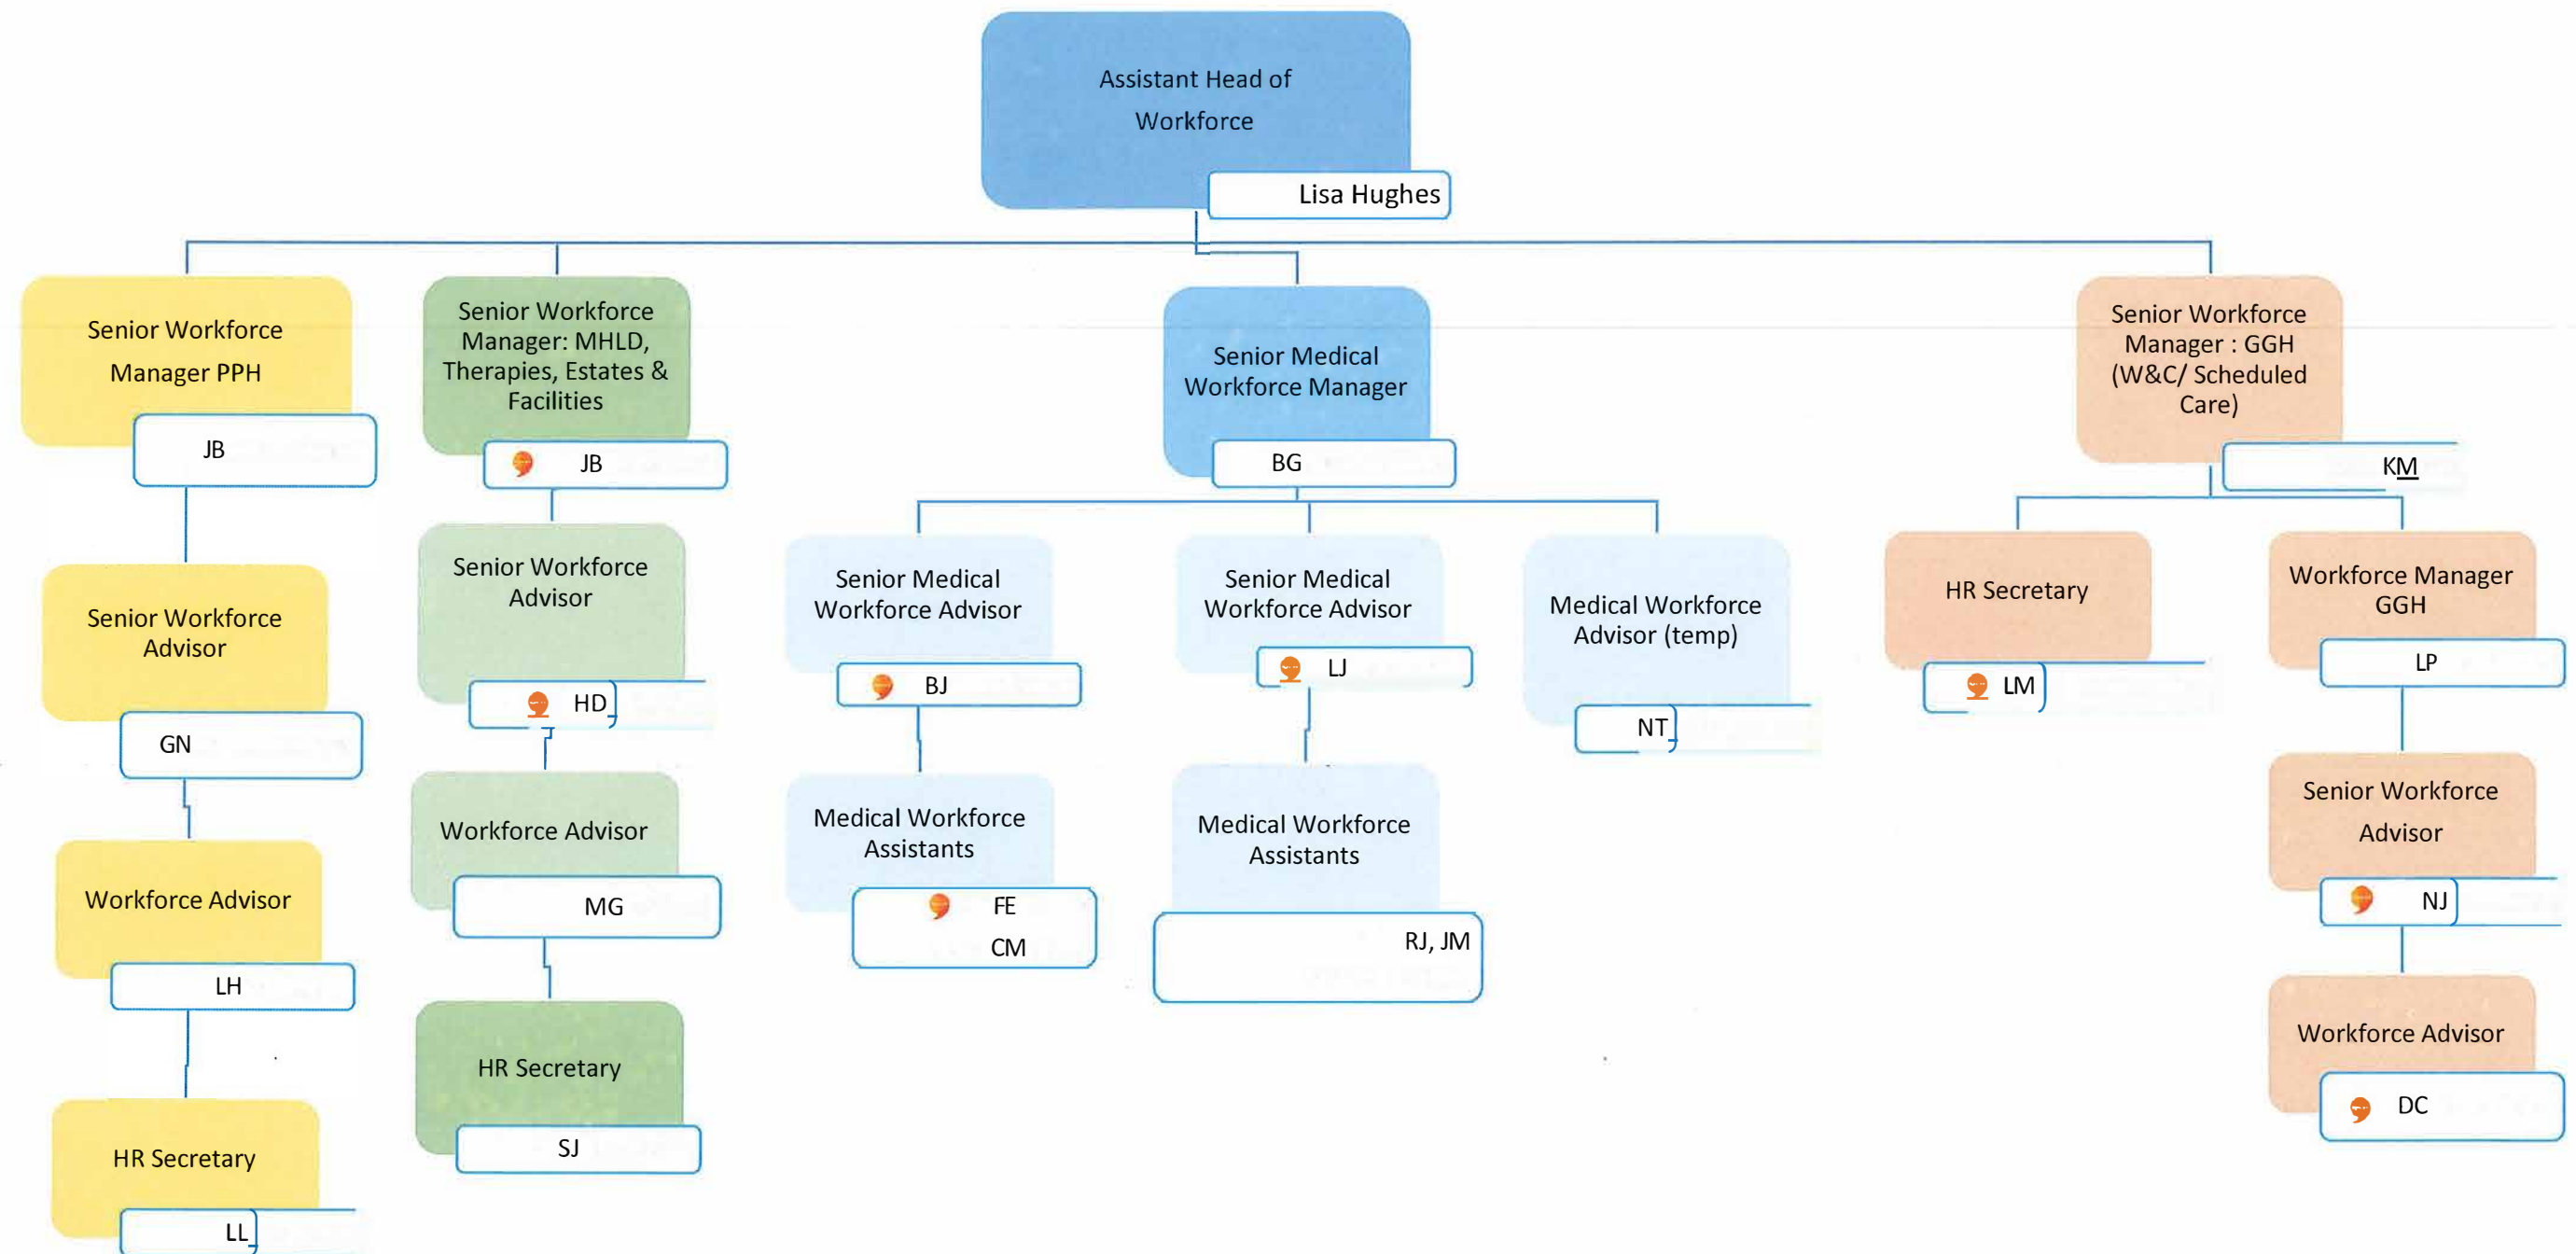 Assistant Head of
Workforce
Lisa Hughes
Senior Workforce
Manager PPH
JB
Senior Workforce
Advisor
GN
Workforce Advisor
LH
HR Secretary
LL
Senior Workforce
Manager: MHLD,
Therapies, Estates &
Facilities
JB
Senior Workforce
Advisor
HD
Workforce Advisor
MG
HR Secretary
SJ
Senior Medical
Workforce Manager
BG
Senior Medical
Workforce Advisor
BJ
Medical Workforce
Assistants
FE
CM
Senior Medical
Workforce Advisor
LJ
Medical Workforce
Assistants
RJ, JM
Medical Workforce
Advisor (temp)
NT
Senior Workforce
Manager : GGH
(W&C/ Scheduled
Care)
KM
HR Secretary
LM
Workforce Manager
GGH
LP
Senior Workforce
Advisor
NJ
Workforce Advisor
DC